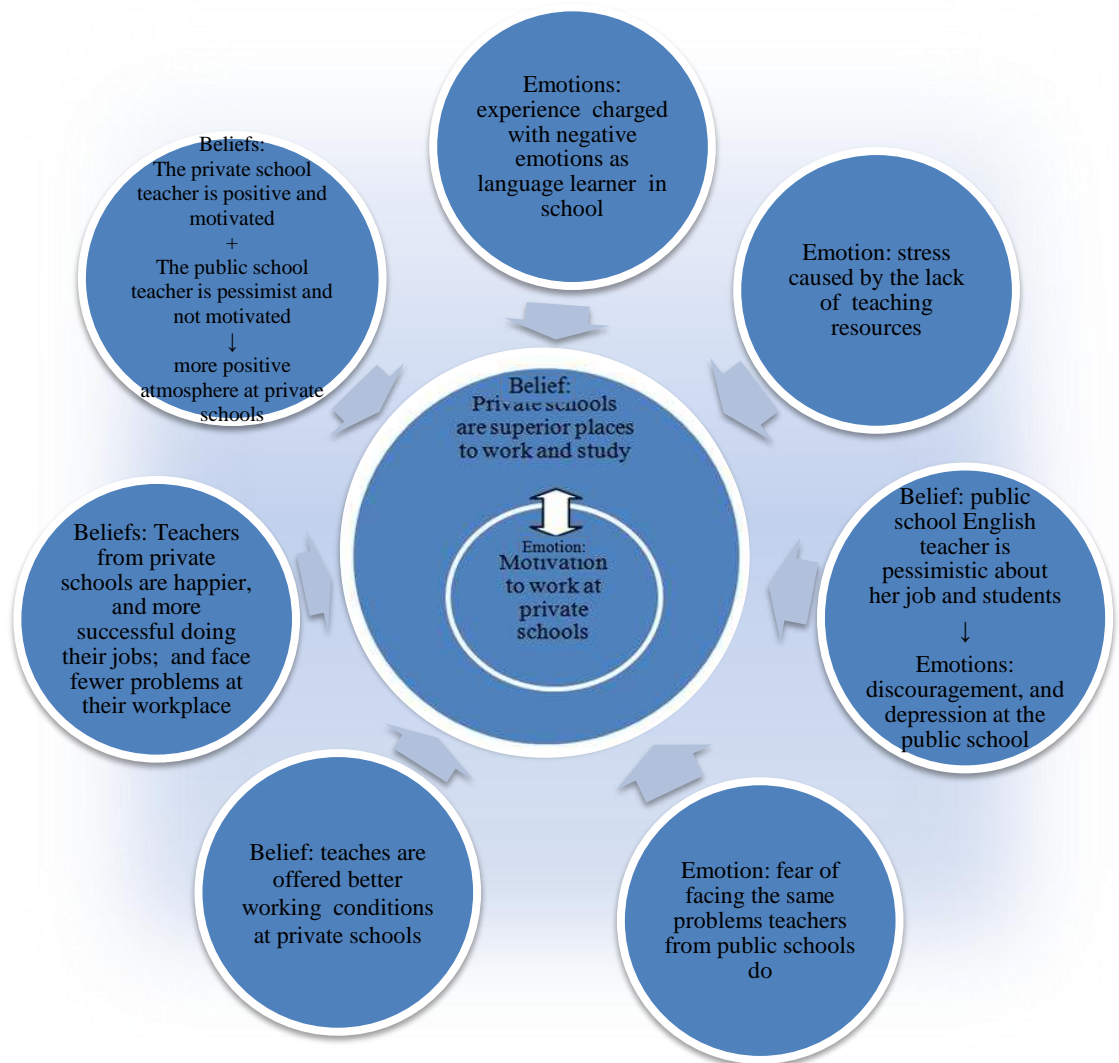 Emotions:
experience charged
with negative
emotions as
language learner in
school
Emotion: stress
caused by the lack
of teaching
resources
Belief: public
school English
teacher is
pessimistic about
her job and students
↓
Emotions:
discouragement, and
depression at the
public school
Emotion: fear of
facing the same
problems teachers
from public schools
do
Belief: teaches are
offered better
working conditions
at private schools
Beliefs: Teachers
from private
schools are happier,
and more
successful doing
their jobs; and face
fewer problems at
their workplace
Beliefs:
The private school
teacher is positive and
motivated
+
The public school
teacher is pessimist and
not motivated
↓
more positive
atmosphere at private
schools
Belief:
Private schools
are superior places
to work and study
Emotion:
Motivation
to work at
private
schools